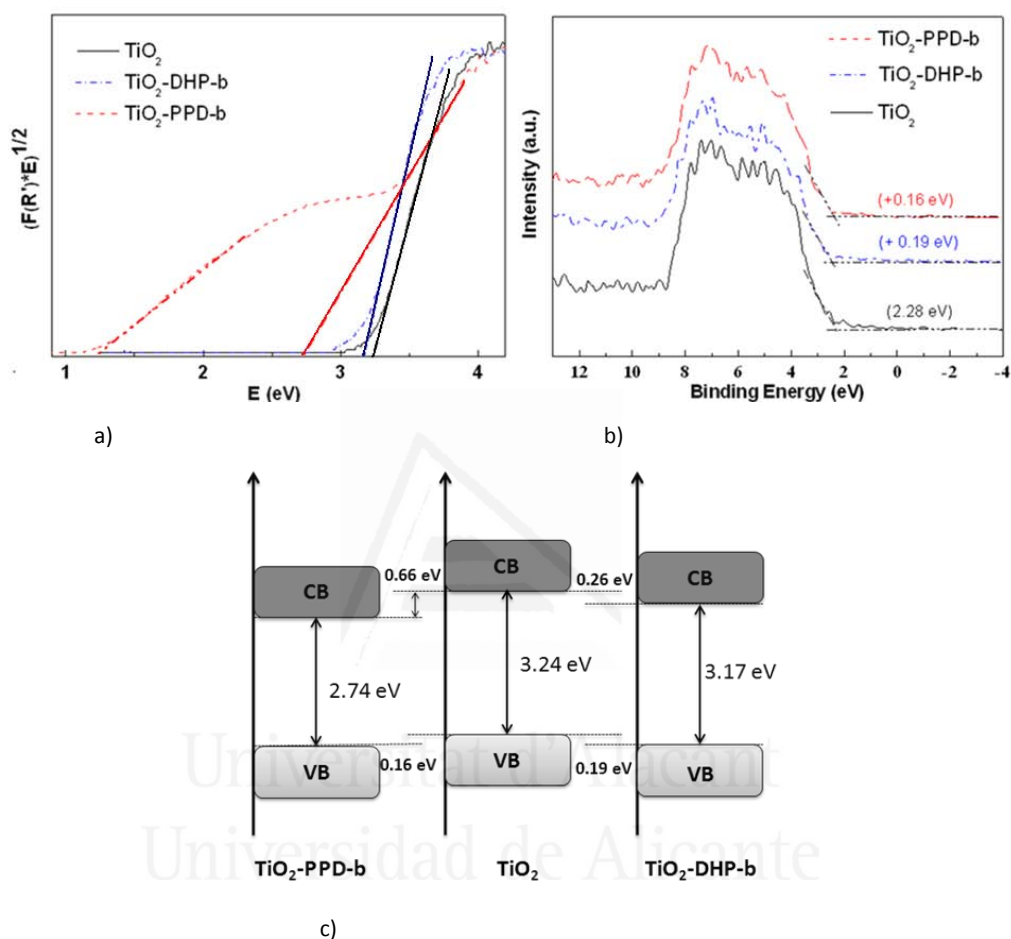 TiO2
TiO2-DHP-b
TiO2-PPD-b
(F(R')*E)1/2
1 2 3 4
E (eV)
a)
TiO2-PPD-b
TiO2-DHP-b
TiO2
Intensity (a.u.)
(+0.16 eV)
(+ 0.19 eV)
(2.28 eV)
12 10 8 6 4 2 0 -2 -4
Binding Energy (eV)
b)
CB
0.66 eV
CB
0.26 eV
CB
2.74 eV
3.24 eV
3.17 eV
VB
0.16 eV
VB
0.19 eV
VB
Universitat d'Alacant
Universidad de Alicante
TiO2-PPD-b
TiO2
TiO2-DHP-b
c)